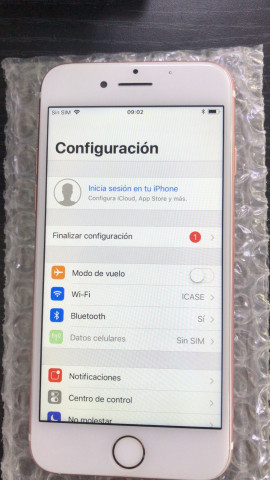 Sin SIM
09:02
Configuración
Inicia sesión en tu iPhone
Configura iCloud, App Store y más.
Finalizar configuración
1
Modo de vuelo
Wi-Fi
ICASE
Bluetooth
Sí
Datos celulares
Sin SIM
Notificaciones
Centro de control
No molestar